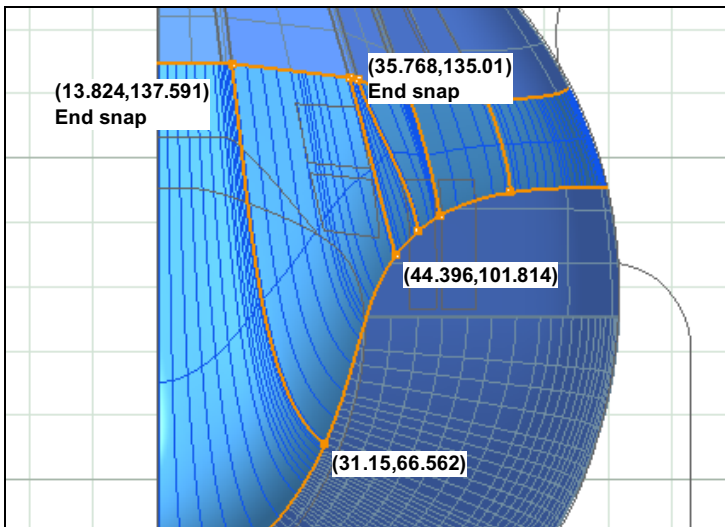 (35.768,135.01)
End snap
(13.824,137.591)
End snap
(44.396,101.814)
(31.15,66.562)